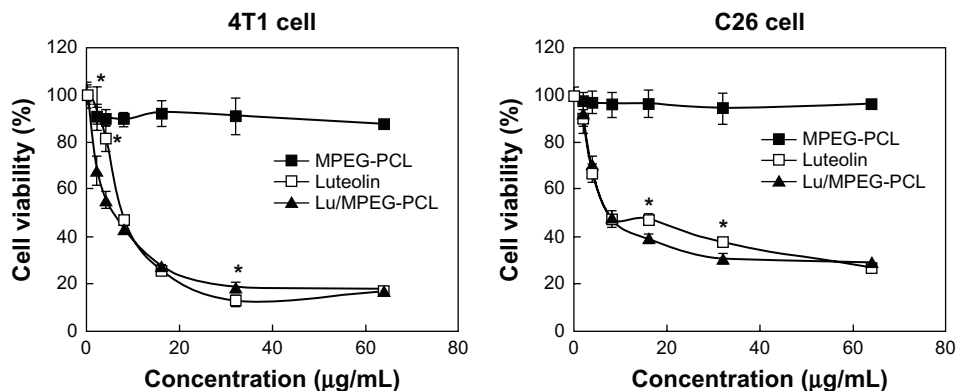 4T1 cell
120
100
80
60
40
20
0
0 20 40 60 80
Cell viability (%)
Concentration (µg/mL)
MPEG-PCL
Luteolin
Lu/MPEG-PCL
*
*
*
C26 cell
120
100
80
60
40
20
0
0 20 40 60 80
Cell viability (%)
Concentration (µg/mL)
MPEG-PCL
Luteolin
Lu/MPEG-PCL
*
*